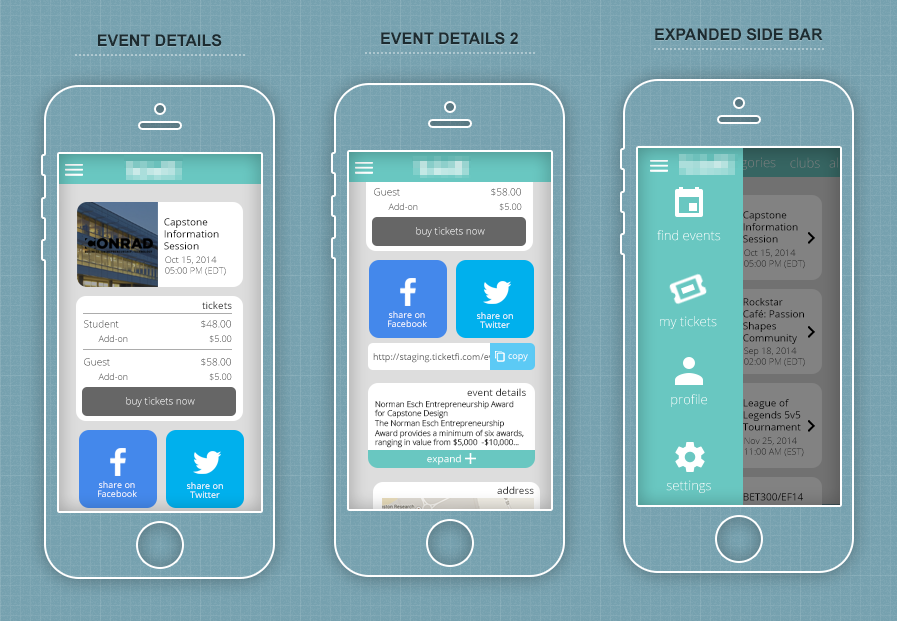 EVENT DETAILS
Capstone
Information
Session
Oct 15, 2014
05:00 PM (EDT)
CONRAD
tickets
Student $48.00
Add-on $5.00
Guest $58.00
Add-on $5.00
buy tickets now
share on
Facebook
share on
Twitter
EVENT DETAILS 2
Guest $58.00
Add-on $5.00
buy tickets now
share on
Facebook
share on
Twitter
http://staging.ticketfi.com/e
copy
event details
Norman Esch Entrepreneurship Award
for Capstone Design
The Norman Esch Entrepreneurship
Award provides a minimum of six awards,
ranging in value from $5,000 -$10,000...
expand
address
EXPANDED SIDE BAR
gories clubs al
find events
my tickets
profile
settings
Capstone
Information
Session
Oct 15, 2014
05:00 PM (EDT)
Rockstar
Café: Passion
Shapes
Community
Sep 18, 2014
02:00 PM (EDT)
League of
Legends 5v5
Tournament
Nov 25, 2014
11:00 AM (EST)
BET300/EF14